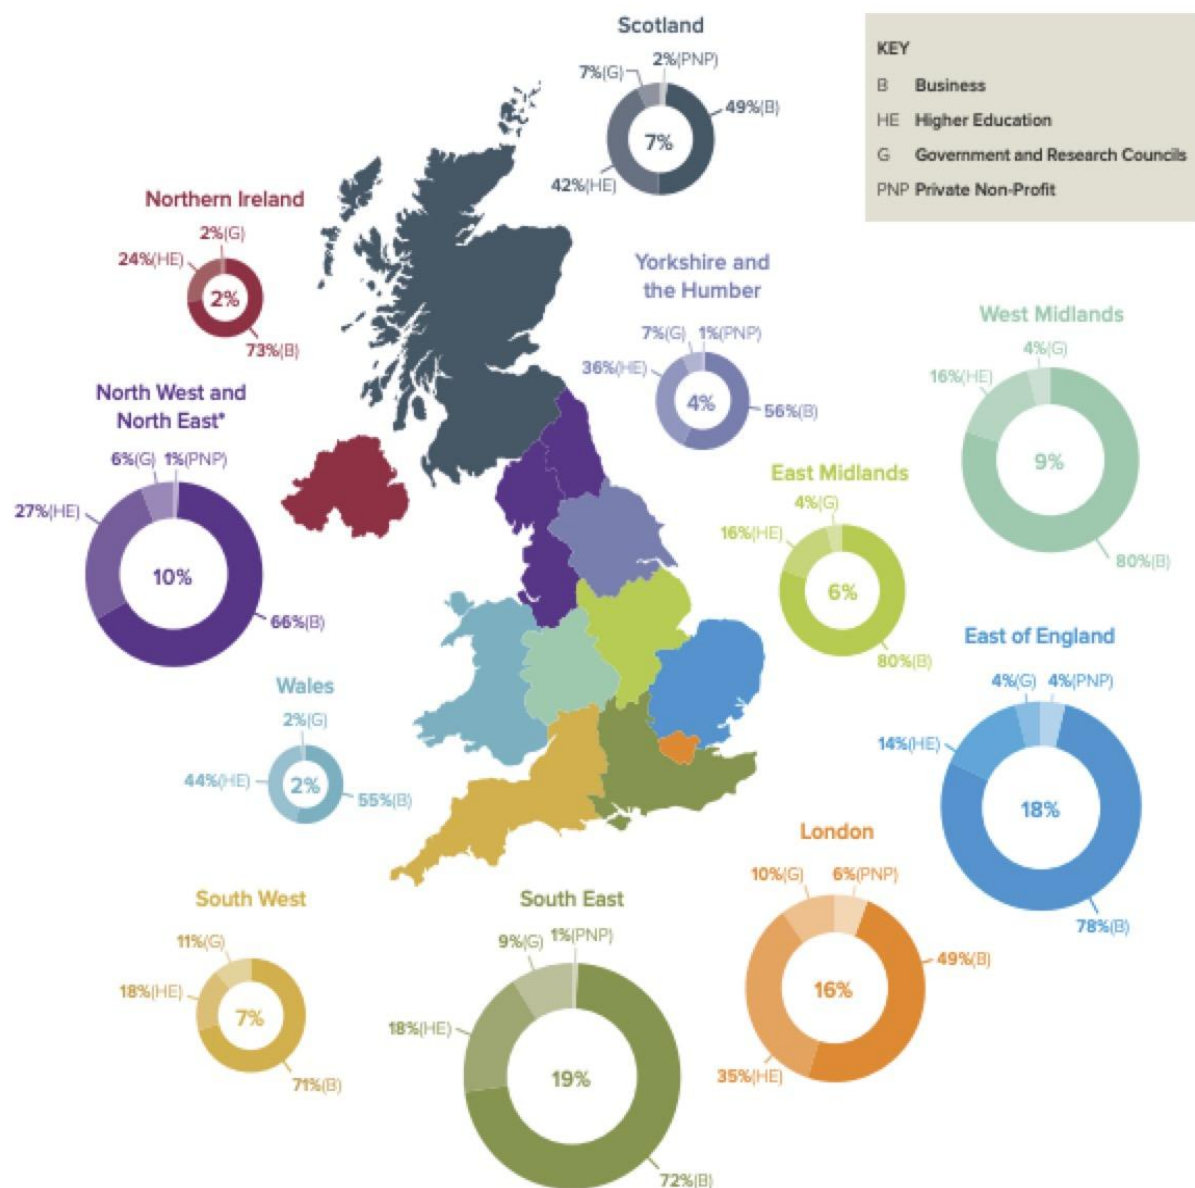 Scotland
7%(G)
2%(PNP)
49%(B)
7%
42%(HE)
KEY
B Business
HE Higher Education
G Government and Research Councils
PNP Private Non-Profit
Northern Ireland
2%(G)
24%(HE)
2%
73%(B)
Yorkshire and
the Humber
7%(G)
1%(PNP)
36%(HE)
4%
56%(B)
West Midlands
4%(G)
16%(HE)
9%
80%(B)
North West and
North East*
6%(G)
1%(PNP)
27%(HE)
10%
66%(B)
East Midlands
4%(G)
16%(HE)
6%
80%(B)
East of England
4%(G)
4%(PNP)
14%(HE)
18%
78%(B)
Wales
2%(G)
44%(HE)
2%
55%(B)
London
10%(G)
6%(PNP)
49%(B)
16%
35%(HE)
South West
11%(G)
18%(HE)
7%
71%(B)
South East
9%(G)
1%(PNP)
18%(HE)
19%
72%(B)